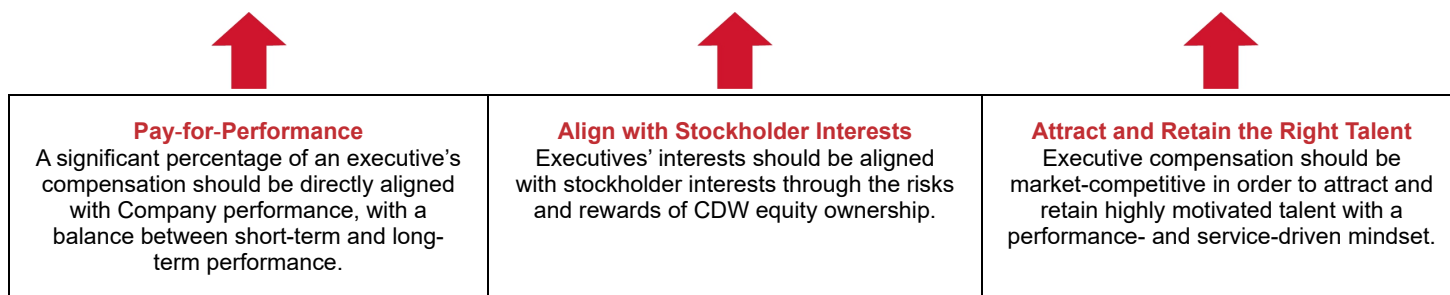 Pay-for-Performance
A significant percentage of an executive’s
compensation should be directly aligned
with Company performance, with a
balance between short-term and long-
term performance.
Align with Stockholder Interests
Executives’ interests should be aligned
with stockholder interests through the risks
and rewards of CDW equity ownership.
Attract and Retain the Right Talent
Executive compensation should be
market-competitive in order to attract and
retain highly motivated talent with a
performance- and service-driven mindset.